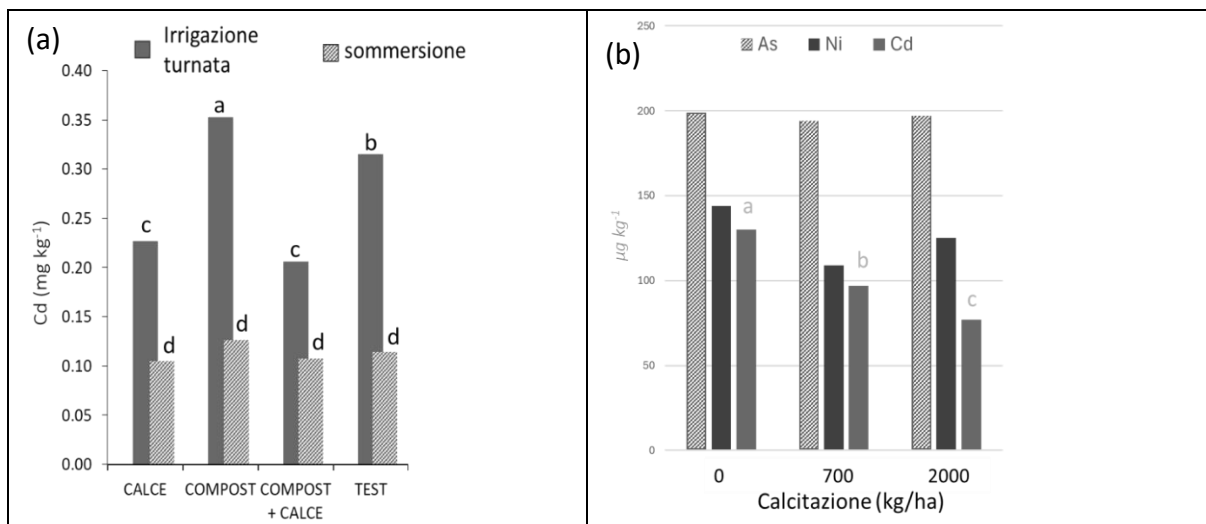 (a)
Irrigazione
turnata
sommersione
Cd (mg kg-1)
0.40
0.35
0.30
0.25
0.20
0.15
0.10
0.05
0.00
c
d
a
d
c
d
b
d
CALCE COMPOST COMPOST TEST
+ CALCE
(b)
As Ni Cd
µg kg-1
250
200
150
100
50
0
a
b
c
0 700 2000
Calcitazione (kg/ha)